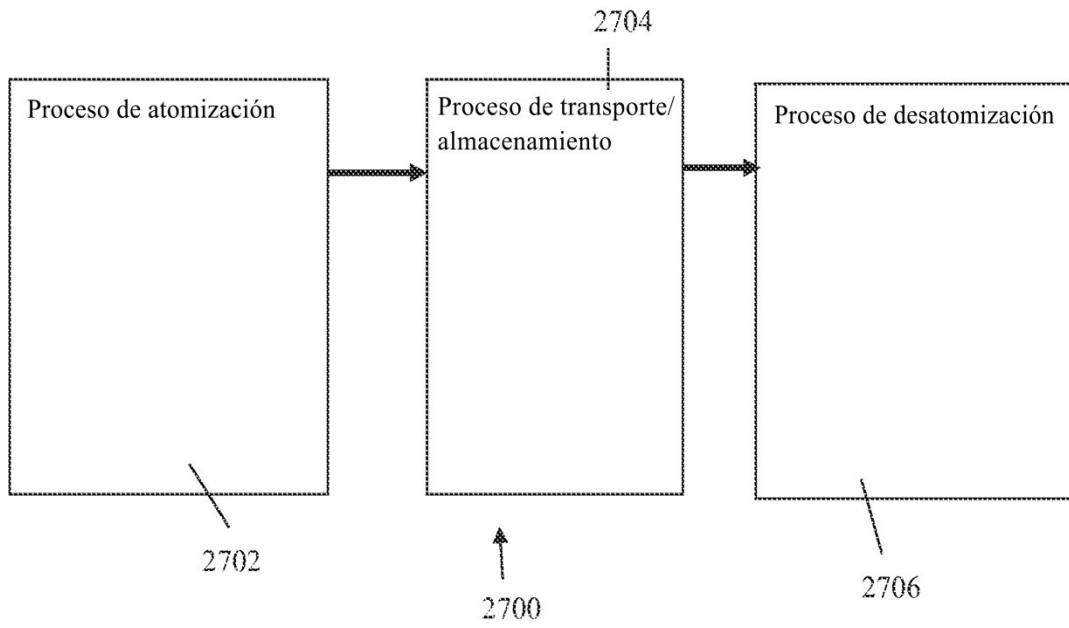 2704
Proceso de atomización
Proceso de transporte/
almacenamiento
Proceso de desatomización
2702
2700
2706